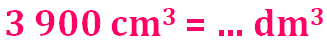 3 900 cm³ = ... dm³